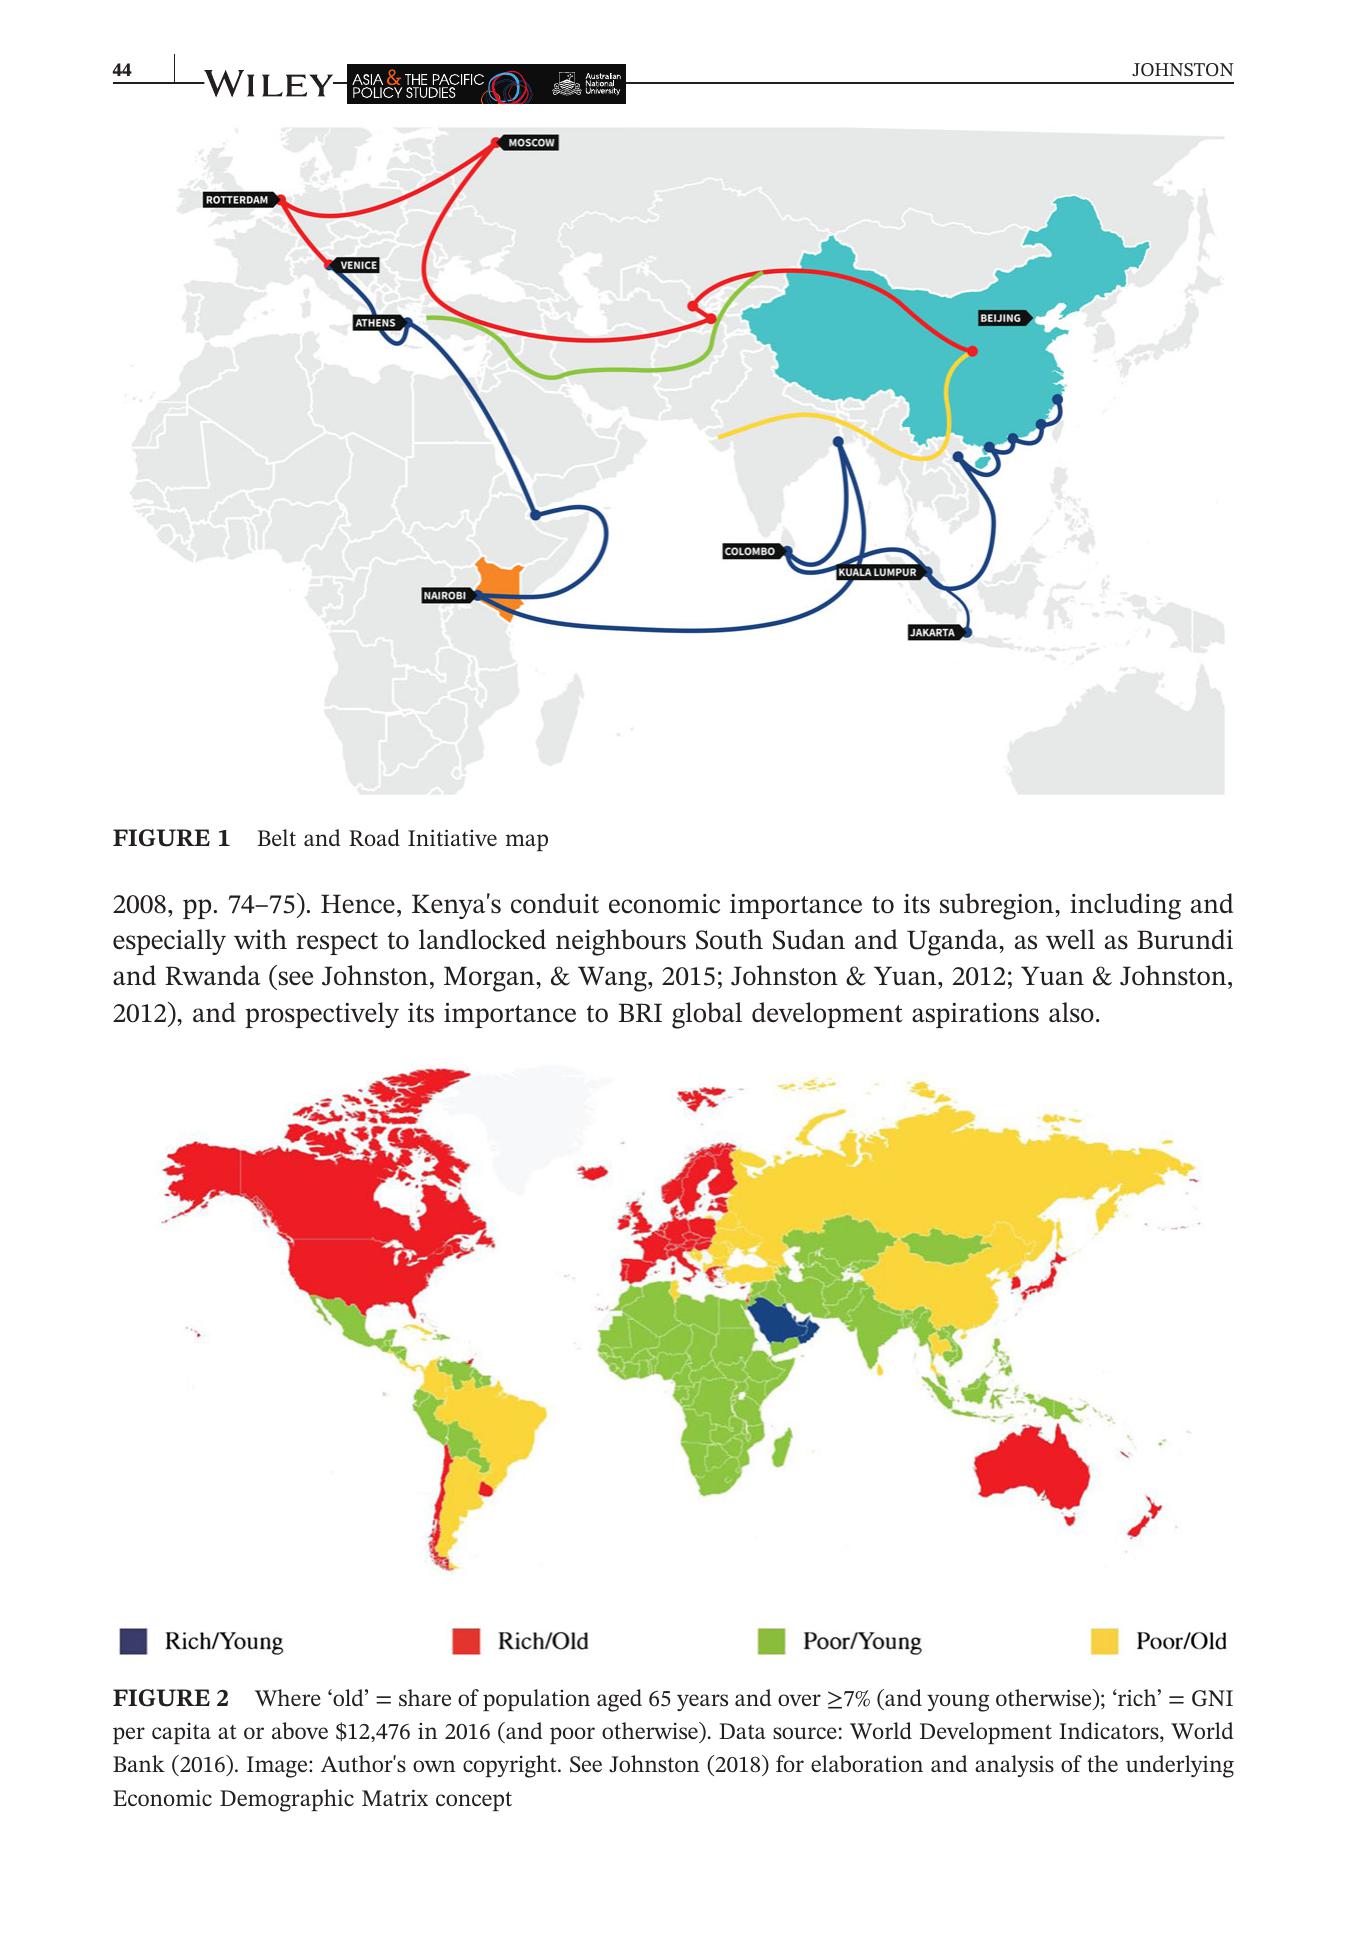 44
WILEY
ASIA & THE PACIFIC
POLICY STUDIES
Australian
National
University
JOHNSTON
MOSCOW
ROTTERDAM
VENICE
ATHENS
BEIJING
COLOMBO
KUALA LUMPUR
NAIROBI
JAKARTA
FIGURE 1 Belt and Road Initiative map
2008, pp. 74–75). Hence, Kenya's conduit economic importance to its subregion, including and
especially with respect to landlocked neighbours South Sudan and Uganda, as well as Burundi
and Rwanda (see Johnston, Morgan, & Wang, 2015; Johnston & Yuan, 2012; Yuan & Johnston,
2012), and prospectively its importance to BRI global development aspirations also.
Rich/Young Rich/Old Poor/Young Poor/Old
FIGURE 2 Where ‘old’ = share of population aged 65 years and over ≥7% (and young otherwise); ‘rich’ = GNI
per capita at or above $12,476 in 2016 (and poor otherwise). Data source: World Development Indicators, World
Bank (2016). Image: Author's own copyright. See Johnston (2018) for elaboration and analysis of the underlying
Economic Demographic Matrix concept